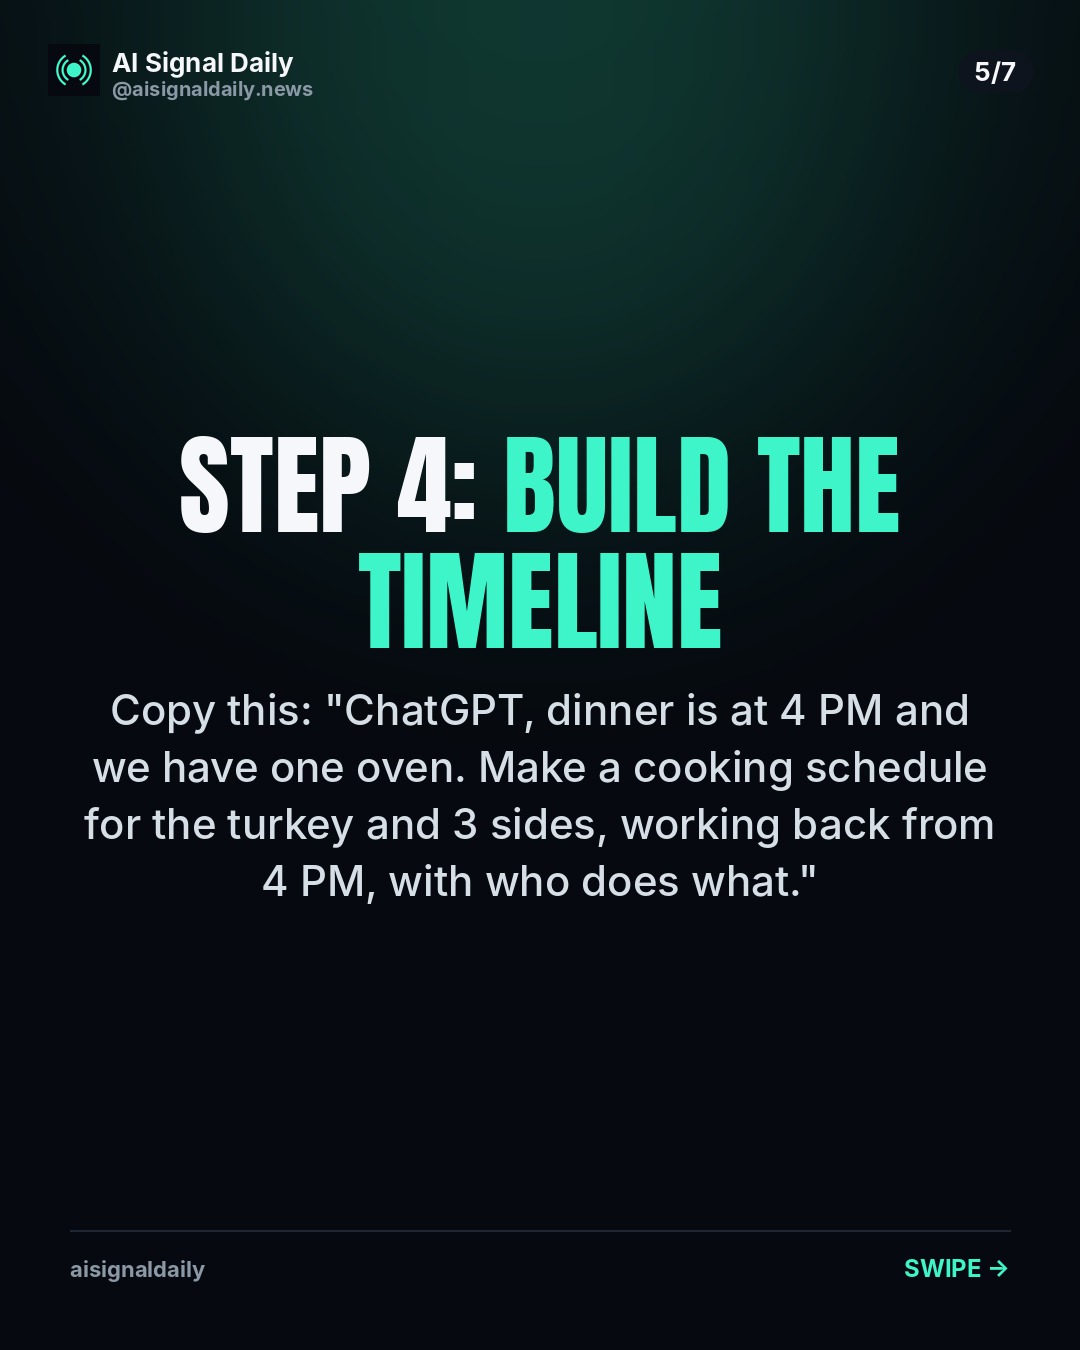 AI Signal Daily
@aisignaldaily.news
5/7
STEP 4: BUILD THE
TIMELINE
Copy this: "ChatGPT, dinner is at 4 PM and
we have one oven. Make a cooking schedule
for the turkey and 3 sides, working back from
4 PM, with who does what."
aisignaldaily
SWIPE →